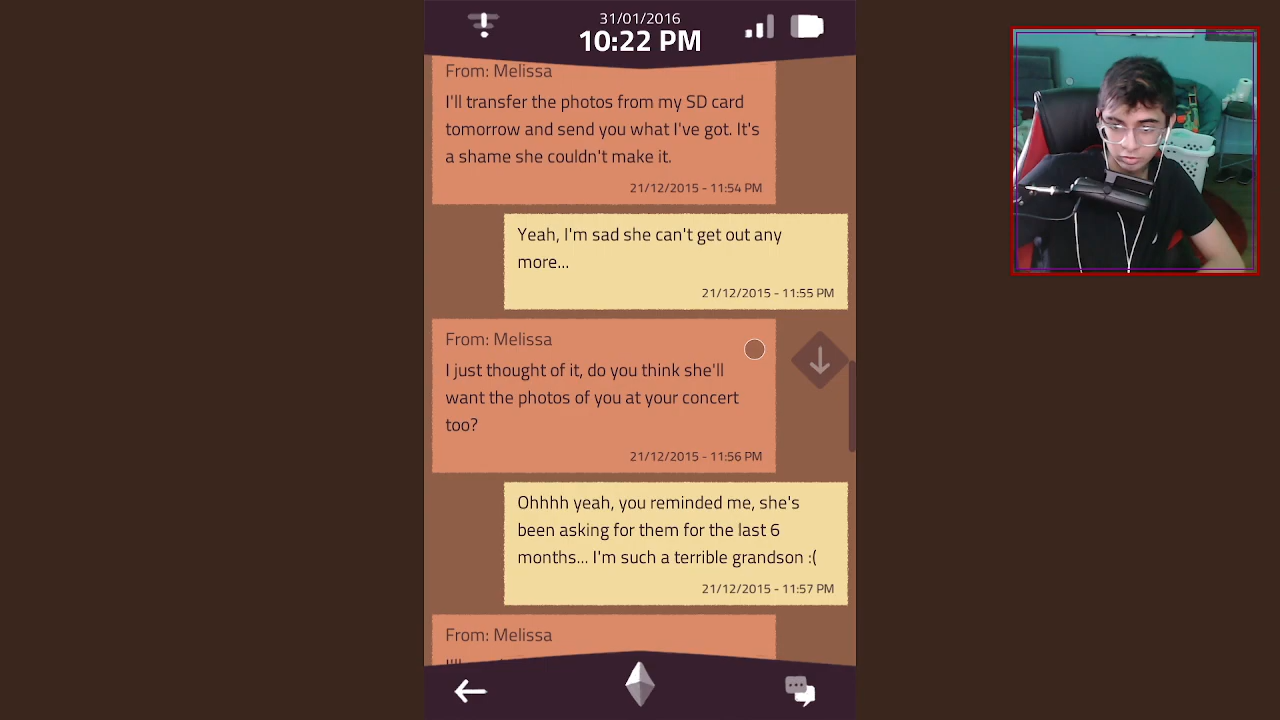 31/01/2016
10:22 PM
From: Melissa
I'll transfer the photos from my SD card
tomorrow and send you what I've got. It's
a shame she couldn't make it.
21/12/2015 - 11:54 PM
Yeah, I'm sad she can't get out any
more...
21/12/2015 - 11:55 PM
From: Melissa
I just thought of it, do you think she'll
want the photos of you at your concert
too?
21/12/2015 - 11:56 PM
Ohhhh yeah, you reminded me, she's
been asking for them for the last 6
months... I'm such a terrible grandson :(
21/12/2015 - 11:57 PM
From: Melissa